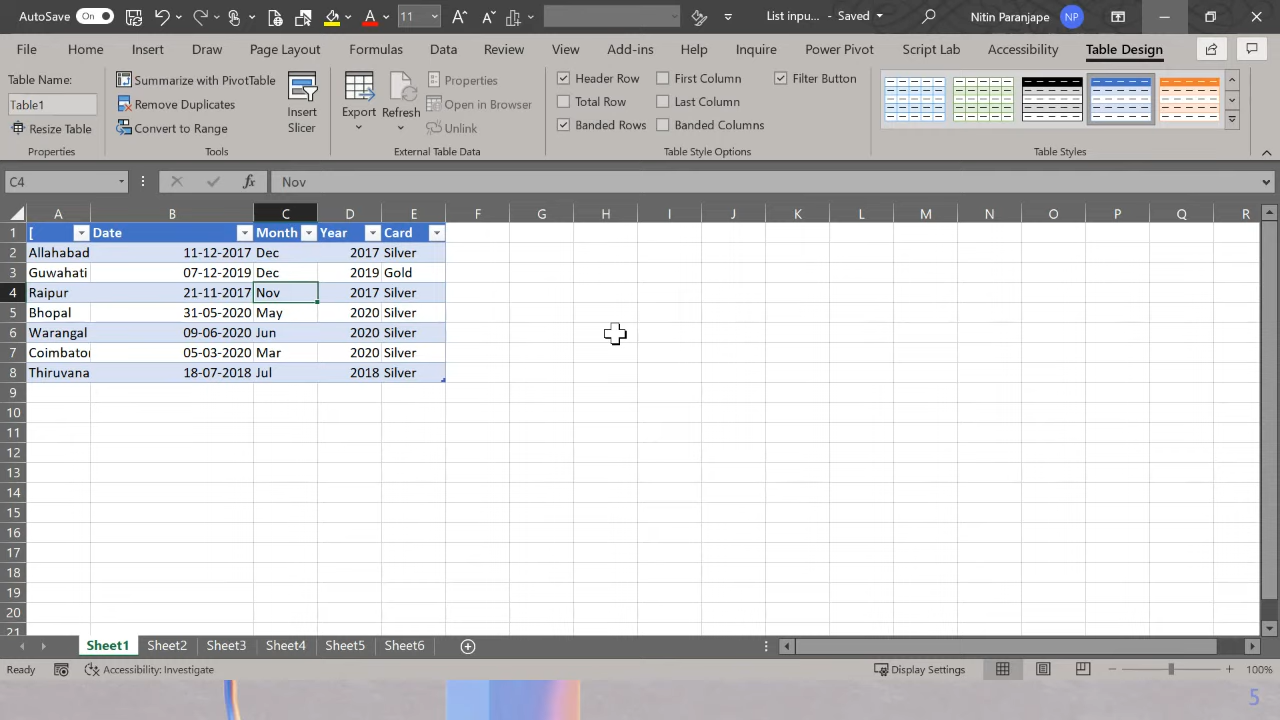 AutoSave On 11 List inpu... - Saved Nitin Paranjape NP
File Home Insert Draw Page Layout Formulas Data Review View Add-ins Help Inquire Power Pivot Script Lab Accessibility Table Design
Table Name: Summarize with PivotTable Properties Header Row First Column Filter Button
Table1 Remove Duplicates Insert Slicer Export Refresh Open in Browser Total Row Last Column
Resize Table Convert to Range Unlink Banded Rows Banded Columns
Properties Tools External Table Data Table Style Options Table Styles
C4 fx Nov
A B C D E F G H I J K L M N O P Q R
1 [ Date Month Year Card
2 Allahabad 11-12-2017 Dec 2017 Silver
3 Guwahati 07-12-2019 Dec 2019 Gold
4 Raipur 21-11-2017 Nov 2017 Silver
5 Bhopal 31-05-2020 May 2020 Silver
6 Warangal 09-06-2020 Jun 2020 Silver
7 Coimbator 05-03-2020 Mar 2020 Silver
8 Thiruvana 18-07-2018 Jul 2018 Silver
9
10
11
12
13
14
15
16
17
18
19
20
21
Sheet1 Sheet2 Sheet3 Sheet4 Sheet5 Sheet6
Ready Accessibility: Investigate Display Settings 100%
5